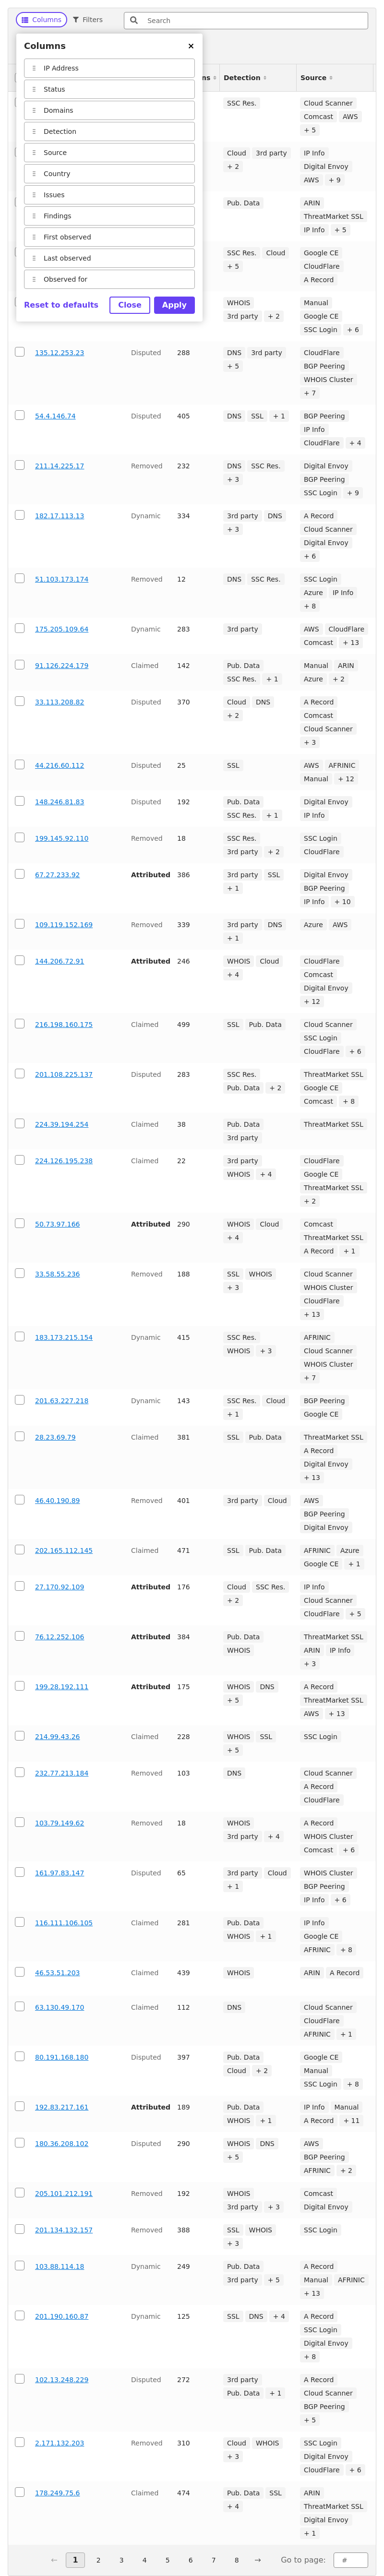 Columns Filters Search
Columns ×
ns Detection Source
IP Address
Status
Domains
Detection
Source
Country
Issues
Findings
First observed
Last observed
Observed for
Reset to defaults Close Apply
SSC Res. Cloud Scanner
Comcast AWS
+ 5
Cloud 3rd party IP Info
+ 2 Digital Envoy
AWS + 9
Pub. Data ARIN
ThreatMarket SSL
IP Info + 5
SSC Res. Cloud Google CE
+ 5 CloudFlare
A Record
WHOIS Manual
3rd party + 2 Google CE
SSC Login + 6
135.12.253.23 Disputed 288 DNS 3rd party CloudFlare
+ 5 BGP Peering
WHOIS Cluster
+ 7
54.4.146.74 Disputed 405 DNS SSL + 1 BGP Peering
IP Info
CloudFlare + 4
211.14.225.17 Removed 232 DNS SSC Res. Digital Envoy
+ 3 BGP Peering
SSC Login + 9
182.17.113.13 Dynamic 334 3rd party DNS A Record
+ 3 Cloud Scanner
Digital Envoy
+ 6
51.103.173.174 Removed 12 DNS SSC Res. SSC Login
Azure IP Info
+ 8
175.205.109.64 Dynamic 283 3rd party AWS CloudFlare
Comcast + 13
91.126.224.179 Claimed 142 Pub. Data Manual ARIN
SSC Res. + 1 Azure + 2
33.113.208.82 Disputed 370 Cloud DNS A Record
+ 2 Comcast
Cloud Scanner
+ 3
44.216.60.112 Disputed 25 SSL AWS AFRINIC
Manual + 12
148.246.81.83 Disputed 192 Pub. Data Digital Envoy
SSC Res. + 1 IP Info
199.145.92.110 Removed 18 SSC Res. SSC Login
3rd party + 2 CloudFlare
67.27.233.92 Attributed 386 3rd party SSL Digital Envoy
+ 1 BGP Peering
IP Info + 10
109.119.152.169 Removed 339 3rd party DNS Azure AWS
+ 1
144.206.72.91 Attributed 246 WHOIS Cloud CloudFlare
+ 4 Comcast
Digital Envoy
+ 12
216.198.160.175 Claimed 499 SSL Pub. Data Cloud Scanner
SSC Login
CloudFlare + 6
201.108.225.137 Disputed 283 SSC Res. ThreatMarket SSL
Pub. Data + 2 Google CE
Comcast + 8
224.39.194.254 Claimed 38 Pub. Data ThreatMarket SSL
3rd party
224.126.195.238 Claimed 22 3rd party CloudFlare
WHOIS + 4 Google CE
ThreatMarket SSL
+ 2
50.73.97.166 Attributed 290 WHOIS Cloud Comcast
+ 4 ThreatMarket SSL
A Record + 1
33.58.55.236 Removed 188 SSL WHOIS Cloud Scanner
+ 3 WHOIS Cluster
CloudFlare
+ 13
183.173.215.154 Dynamic 415 SSC Res. AFRINIC
WHOIS + 3 Cloud Scanner
WHOIS Cluster
+ 7
201.63.227.218 Dynamic 143 SSC Res. Cloud BGP Peering
+ 1 Google CE
28.23.69.79 Claimed 381 SSL Pub. Data ThreatMarket SSL
A Record
Digital Envoy
+ 13
46.40.190.89 Removed 401 3rd party Cloud AWS
BGP Peering
Digital Envoy
202.165.112.145 Claimed 471 SSL Pub. Data AFRINIC Azure
Google CE + 1
27.170.92.109 Attributed 176 Cloud SSC Res. IP Info
+ 2 Cloud Scanner
CloudFlare + 5
76.12.252.106 Attributed 384 Pub. Data ThreatMarket SSL
WHOIS ARIN IP Info
+ 3
199.28.192.111 Attributed 175 WHOIS DNS A Record
+ 5 ThreatMarket SSL
AWS + 13
214.99.43.26 Claimed 228 WHOIS SSL SSC Login
+ 5
232.77.213.184 Removed 103 DNS Cloud Scanner
A Record
CloudFlare
103.79.149.62 Removed 18 WHOIS A Record
3rd party + 4 WHOIS Cluster
Comcast + 6
161.97.83.147 Disputed 65 3rd party Cloud WHOIS Cluster
+ 1 BGP Peering
IP Info + 6
116.111.106.105 Claimed 281 Pub. Data IP Info
WHOIS + 1 Google CE
AFRINIC + 8
46.53.51.203 Claimed 439 WHOIS ARIN A Record
63.130.49.170 Claimed 112 DNS Cloud Scanner
CloudFlare
AFRINIC + 1
80.191.168.180 Disputed 397 Pub. Data Google CE
Cloud + 2 Manual
SSC Login + 8
192.83.217.161 Attributed 189 Pub. Data IP Info Manual
WHOIS + 1 A Record + 11
180.36.208.102 Disputed 290 WHOIS DNS AWS
+ 5 BGP Peering
AFRINIC + 2
205.101.212.191 Removed 192 WHOIS Comcast
3rd party + 3 Digital Envoy
201.134.132.157 Removed 388 SSL WHOIS SSC Login
+ 3
103.88.114.18 Dynamic 249 Pub. Data A Record
3rd party + 5 Manual AFRINIC
+ 13
201.190.160.87 Dynamic 125 SSL DNS + 4 A Record
SSC Login
Digital Envoy
+ 8
102.13.248.229 Disputed 272 3rd party A Record
Pub. Data + 1 Cloud Scanner
BGP Peering
+ 5
2.171.132.203 Removed 310 Cloud WHOIS SSC Login
+ 3 Digital Envoy
CloudFlare + 6
178.249.75.6 Claimed 474 Pub. Data SSL ARIN
+ 4 ThreatMarket SSL
Digital Envoy
+ 1
← 1 2 3 4 5 6 7 8 → Go to page: #